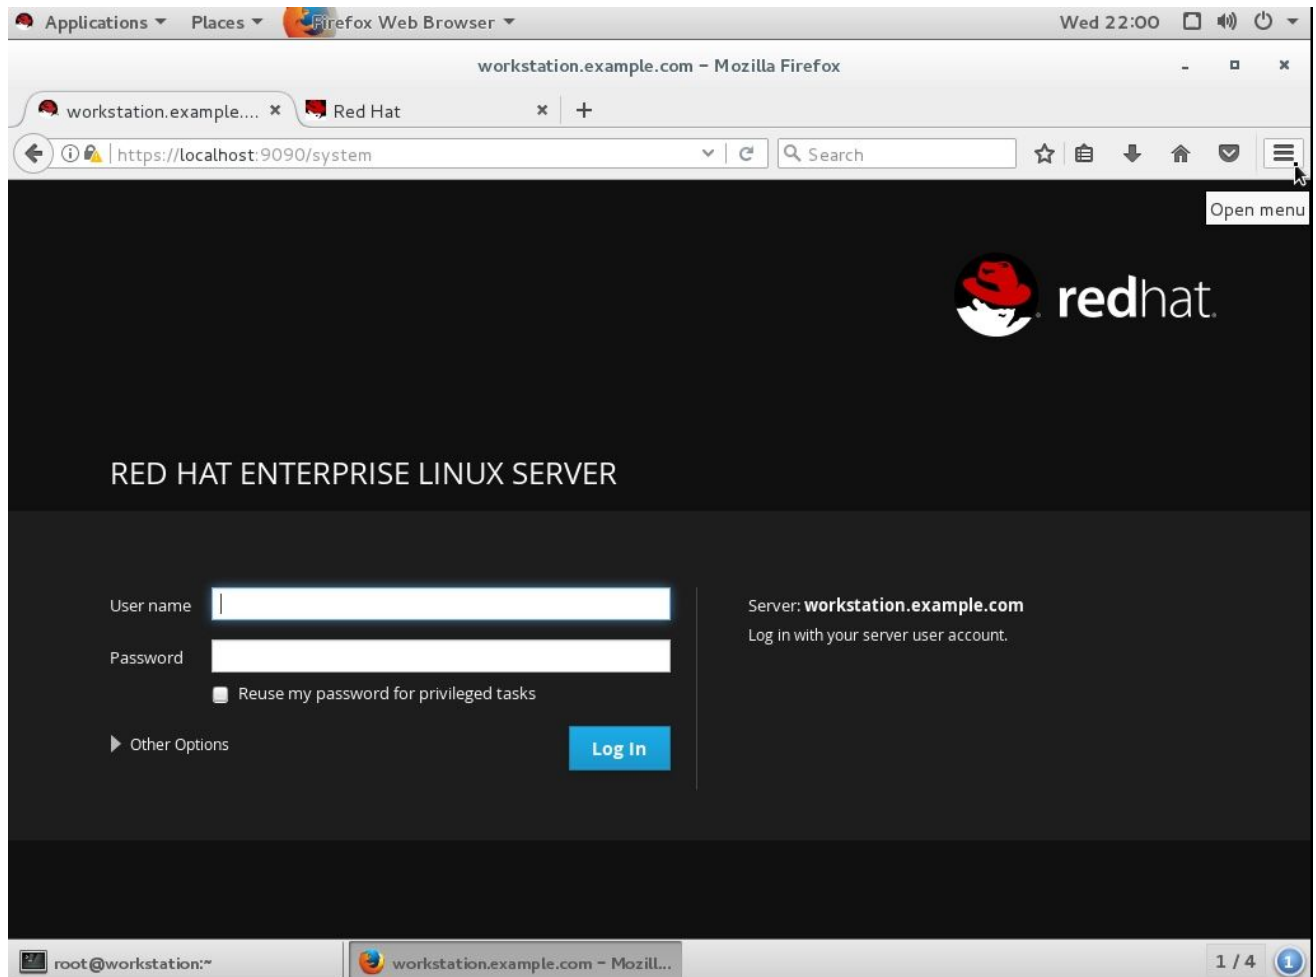 Applications Places Firefox Web Browser Wed 22:00
workstation.example.com – Mozilla Firefox
workstation.example.... Red Hat
https://localhost:9090/system Search
Open menu
redhat.
RED HAT ENTERPRISE LINUX SERVER
User name
Server: workstation.example.com
Log in with your server user account.
Password
Reuse my password for privileged tasks
Other Options
Log In
root@workstation:~ workstation.example.com – Mozill... 1 / 4 1